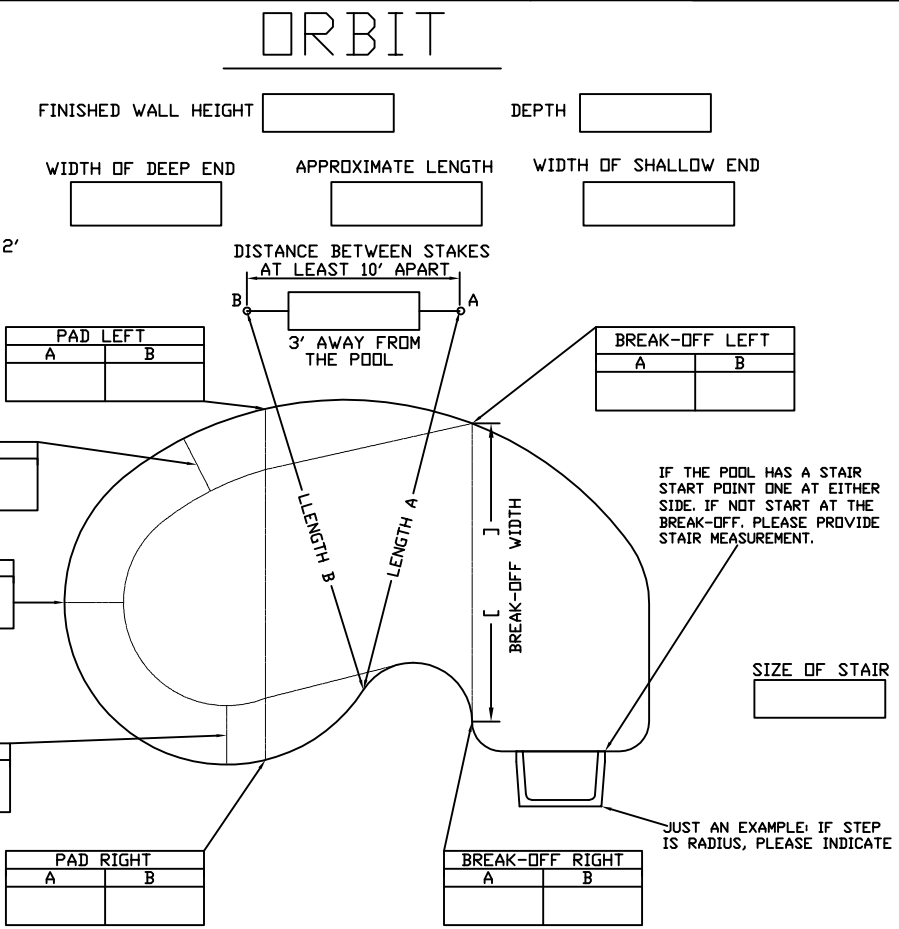 ORBIT
FINISHED WALL HEIGHT
DEPTH
WIDTH OF DEEP END
APPROXIMATE LENGTH
WIDTH OF SHALLOW END
2'
DISTANCE BETWEEN STAKES
AT LEAST 10' APART
B
A
3' AWAY FROM
THE POOL
PAD LEFT
A B
BREAK-OFF LEFT
A B
IF THE POOL HAS A STAIR
START POINT ONE AT EITHER
SIDE. IF NOT START AT THE
BREAK-OFF. PLEASE PROVIDE
STAIR MEASUREMENT.
LLENGTH B
LENGTH A
[ ]
BREAK-OFF WIDTH
SIZE OF STAIR
JUST AN EXAMPLE; IF STEP
IS RADIUS, PLEASE INDICATE
PAD RIGHT
A B
BREAK-OFF RIGHT
A B